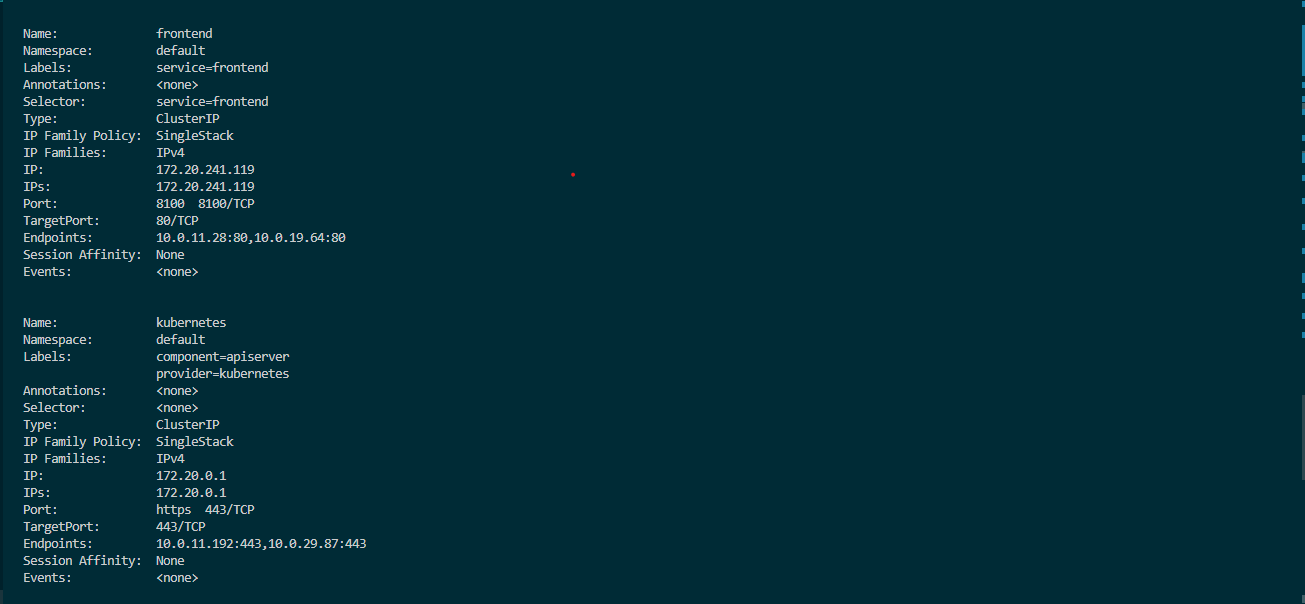 Name:              frontend
Namespace:         default
Labels:            service=frontend
Annotations:       <none>
Selector:          service=frontend
Type:              ClusterIP
IP Family Policy:  SingleStack
IP Families:       IPv4
IP:                172.20.241.119
IPs:               172.20.241.119
Port:              8100  8100/TCP
TargetPort:        80/TCP
Endpoints:         10.0.11.28:80,10.0.19.64:80
Session Affinity:  None
Events:            <none>
Name:              kubernetes
Namespace:         default
Labels:            component=apiserver
                   provider=kubernetes
Annotations:       <none>
Selector:          <none>
Type:              ClusterIP
IP Family Policy:  SingleStack
IP Families:       IPv4
IP:                172.20.0.1
IPs:               172.20.0.1
Port:              https  443/TCP
TargetPort:        443/TCP
Endpoints:         10.0.11.192:443,10.0.29.87:443
Session Affinity:  None
Events:            <none>